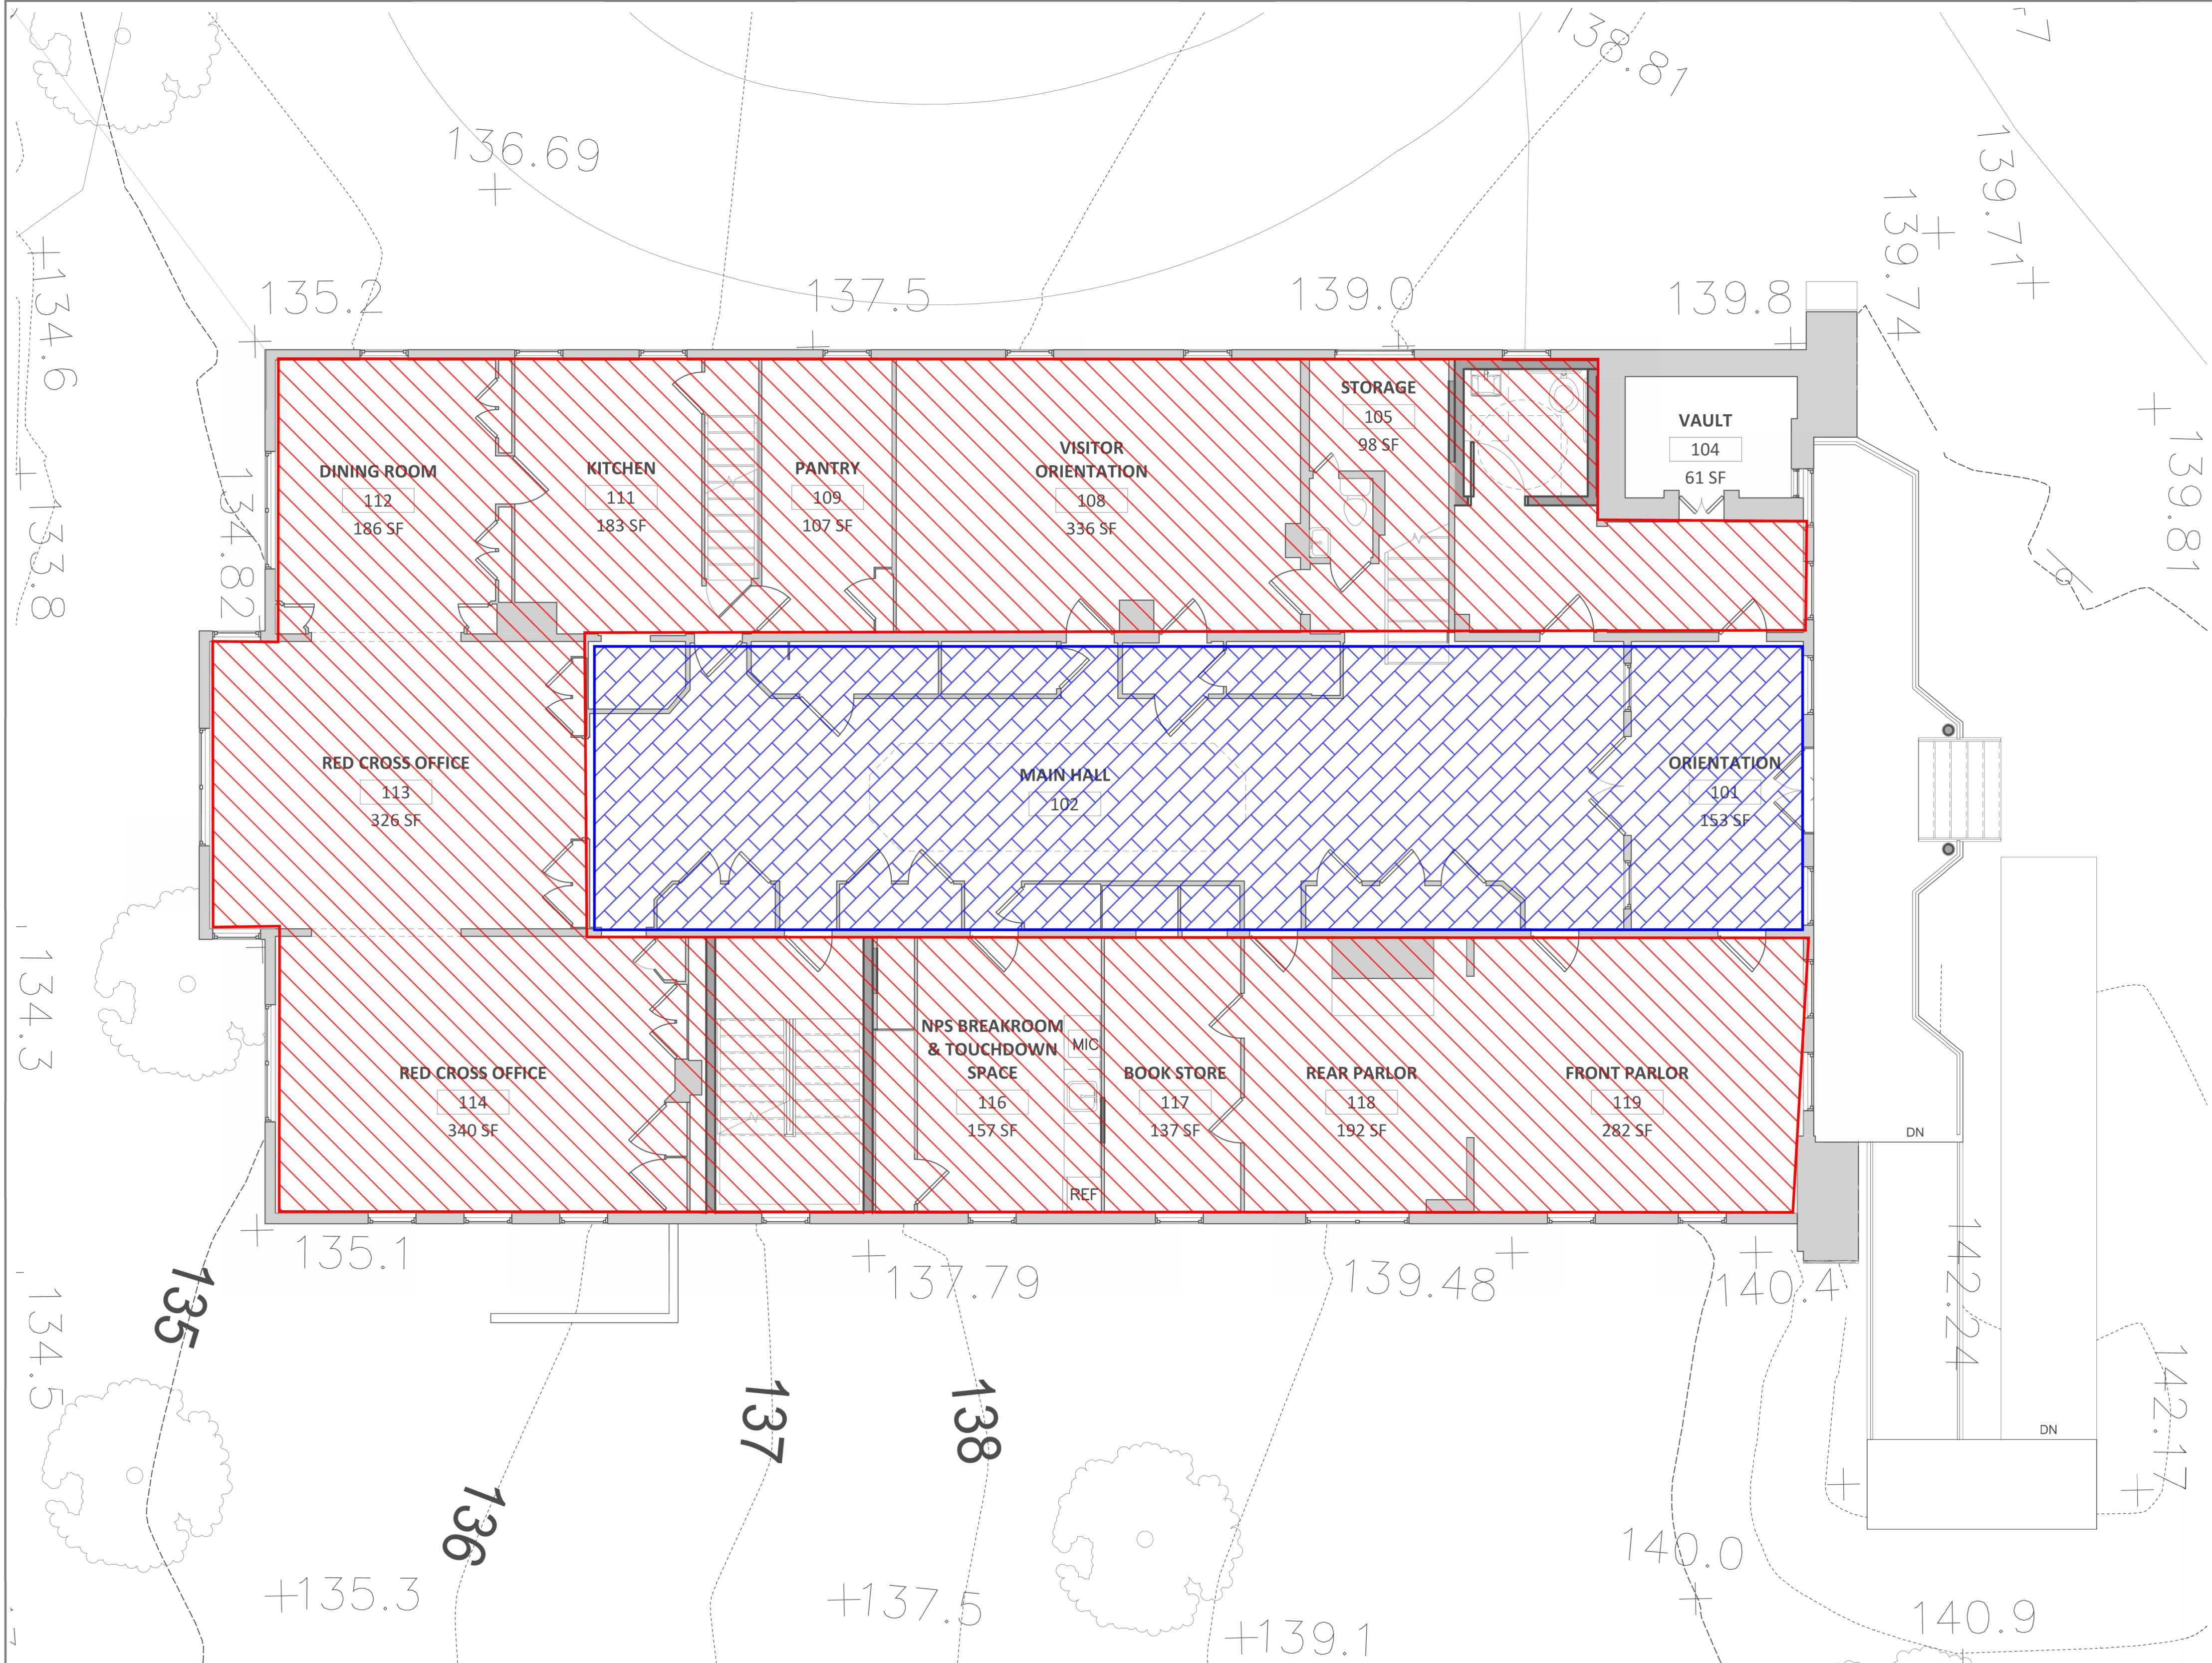 138.81
136.69
139.71
139.74
135.2
137.5
139.0
139.8
134.6
133.8
134.82
139.81
DINING ROOM
112
186 SF
KITCHEN
111
183 SF
PANTRY
109
107 SF
VISITOR
ORIENTATION
108
336 SF
STORAGE
105
98 SF
VAULT
104
61 SF
RED CROSS OFFICE
113
326 SF
MAIN HALL
102
ORIENTATION
101
153 SF
134.3
RED CROSS OFFICE
114
340 SF
NPS BREAKROOM
& TOUCHDOWN
SPACE
116
157 SF
MIC
REF
BOOK STORE
117
137 SF
REAR PARLOR
118
192 SF
FRONT PARLOR
119
282 SF
DN
135.1
137.79
139.48
140.4
142.24
142.17
134.5
135
136
137
138
DN
135.3
137.5
139.1
140.0
140.9